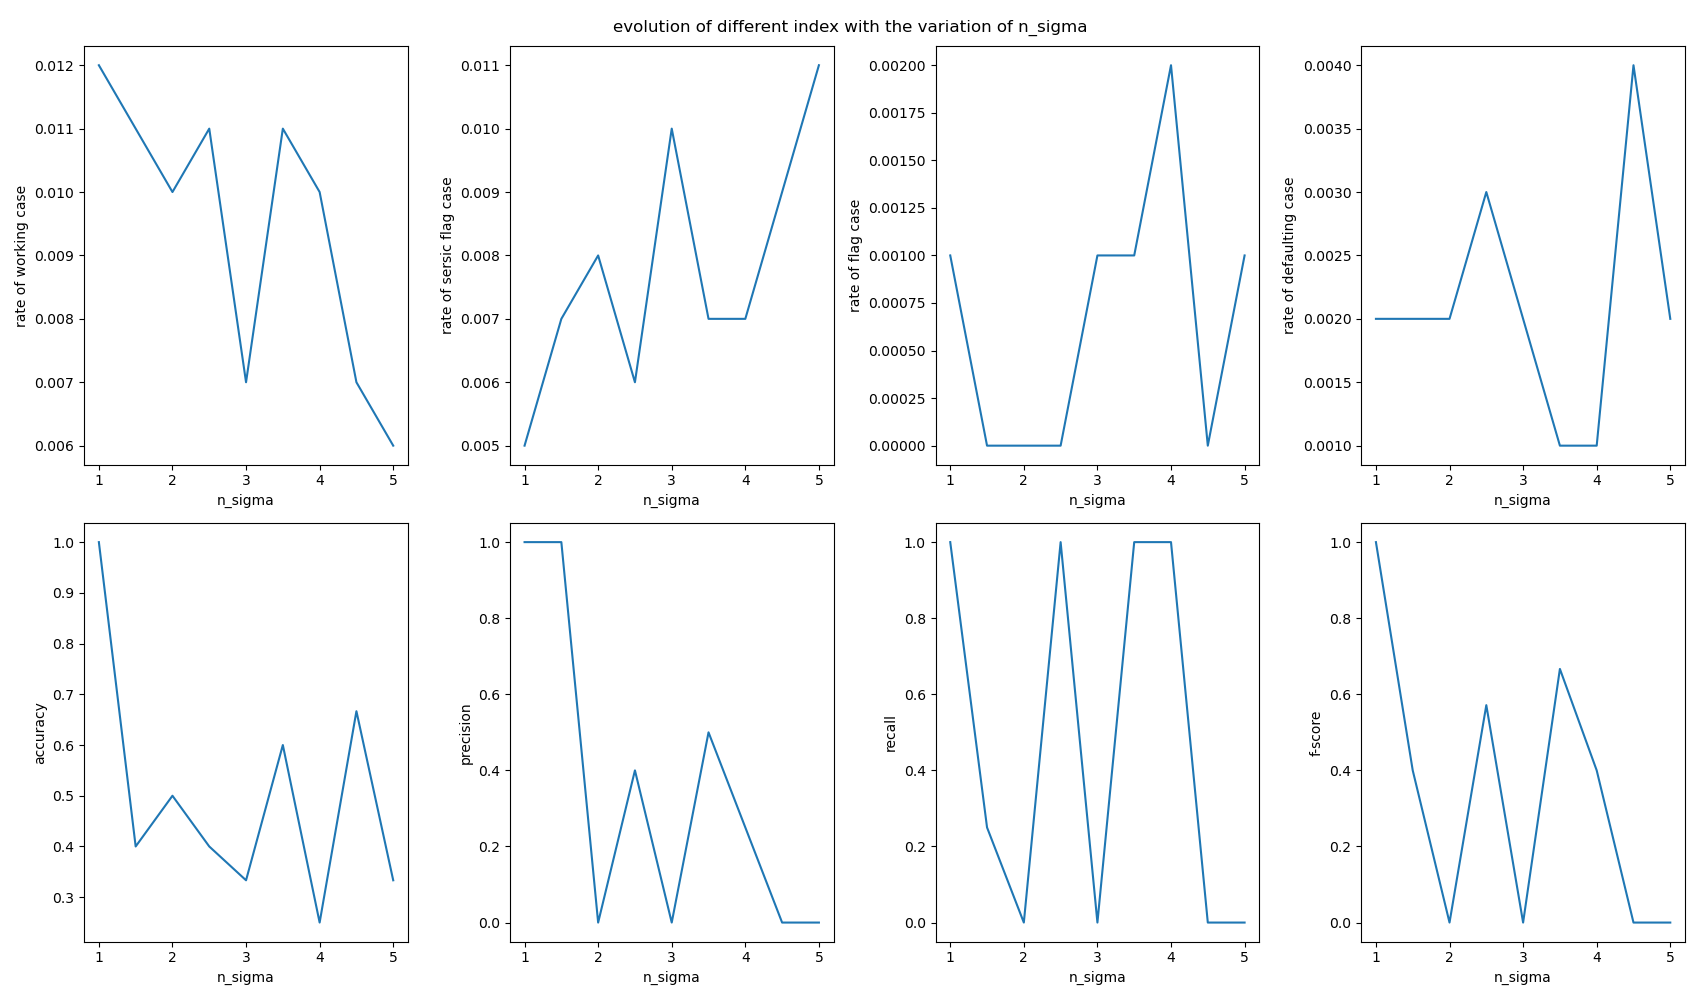 evolution of different index with the variation of n_sigma
rate of working case
0.012
0.011
0.010
0.009
0.008
0.007
0.006
1 2 3 4 5
n_sigma
rate of sersic flag case
0.011
0.010
0.009
0.008
0.007
0.006
0.005
1 2 3 4 5
n_sigma
rate of flag case
0.00200
0.00175
0.00150
0.00125
0.00100
0.00075
0.00050
0.00025
0.00000
1 2 3 4 5
n_sigma
rate of defaulting case
0.0040
0.0035
0.0030
0.0025
0.0020
0.0015
0.0010
1 2 3 4 5
n_sigma
accuracy
1.0
0.9
0.8
0.7
0.6
0.5
0.4
0.3
1 2 3 4 5
n_sigma
precision
1.0
0.8
0.6
0.4
0.2
0.0
1 2 3 4 5
n_sigma
recall
1.0
0.8
0.6
0.4
0.2
0.0
1 2 3 4 5
n_sigma
f-score
1.0
0.8
0.6
0.4
0.2
0.0
1 2 3 4 5
n_sigma